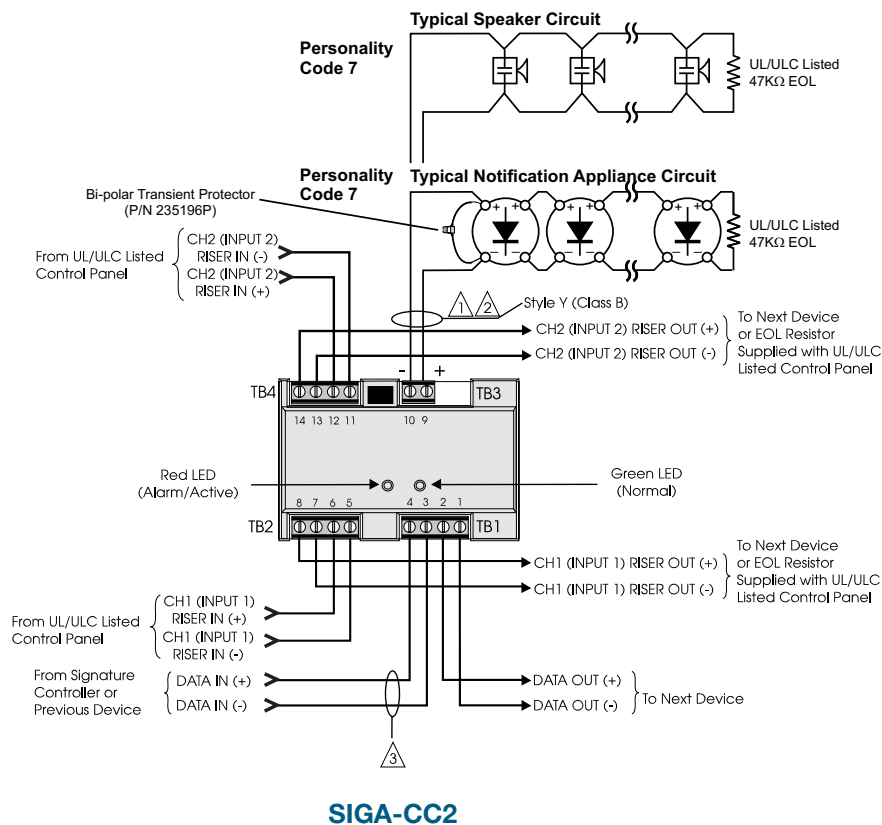 Typical Speaker Circuit
Personality
Code 7
UL/ULC Listed
47KΩ EOL
Personality
Code 7
Typical Notification Appliance Circuit
Bi-polar Transient Protector
(P/N 235196P)
+ +
+ +
+ +
– –
– –
– –
UL/ULC Listed
47KΩ EOL
From UL/ULC Listed
Control Panel
CH2 (INPUT 2)
RISER IN (-)
CH2 (INPUT 2)
RISER IN (+)
1
2
Style Y (Class B)
CH2 (INPUT 2) RISER OUT (+)
CH2 (INPUT 2) RISER OUT (-)
To Next Device
or EOL Resistor
Supplied with UL/ULC
Listed Control Panel
- +
TB4
TB3
14 13 12 11
10 9
Red LED
(Alarm/Active)
Green LED
(Normal)
8 7 6 5
4 3 2 1
TB2
TB1
CH1 (INPUT 1) RISER OUT (+)
CH1 (INPUT 1) RISER OUT (-)
To Next Device
or EOL Resistor
Supplied with UL/ULC
Listed Control Panel
From UL/ULC Listed
Control Panel
CH1 (INPUT 1)
RISER IN (+)
CH1 (INPUT 1)
RISER IN (-)
From Signature
Controller or
Previous Device
DATA IN (+)
DATA IN (-)
DATA OUT (+)
DATA OUT (-)
To Next Device
3
SIGA-CC2